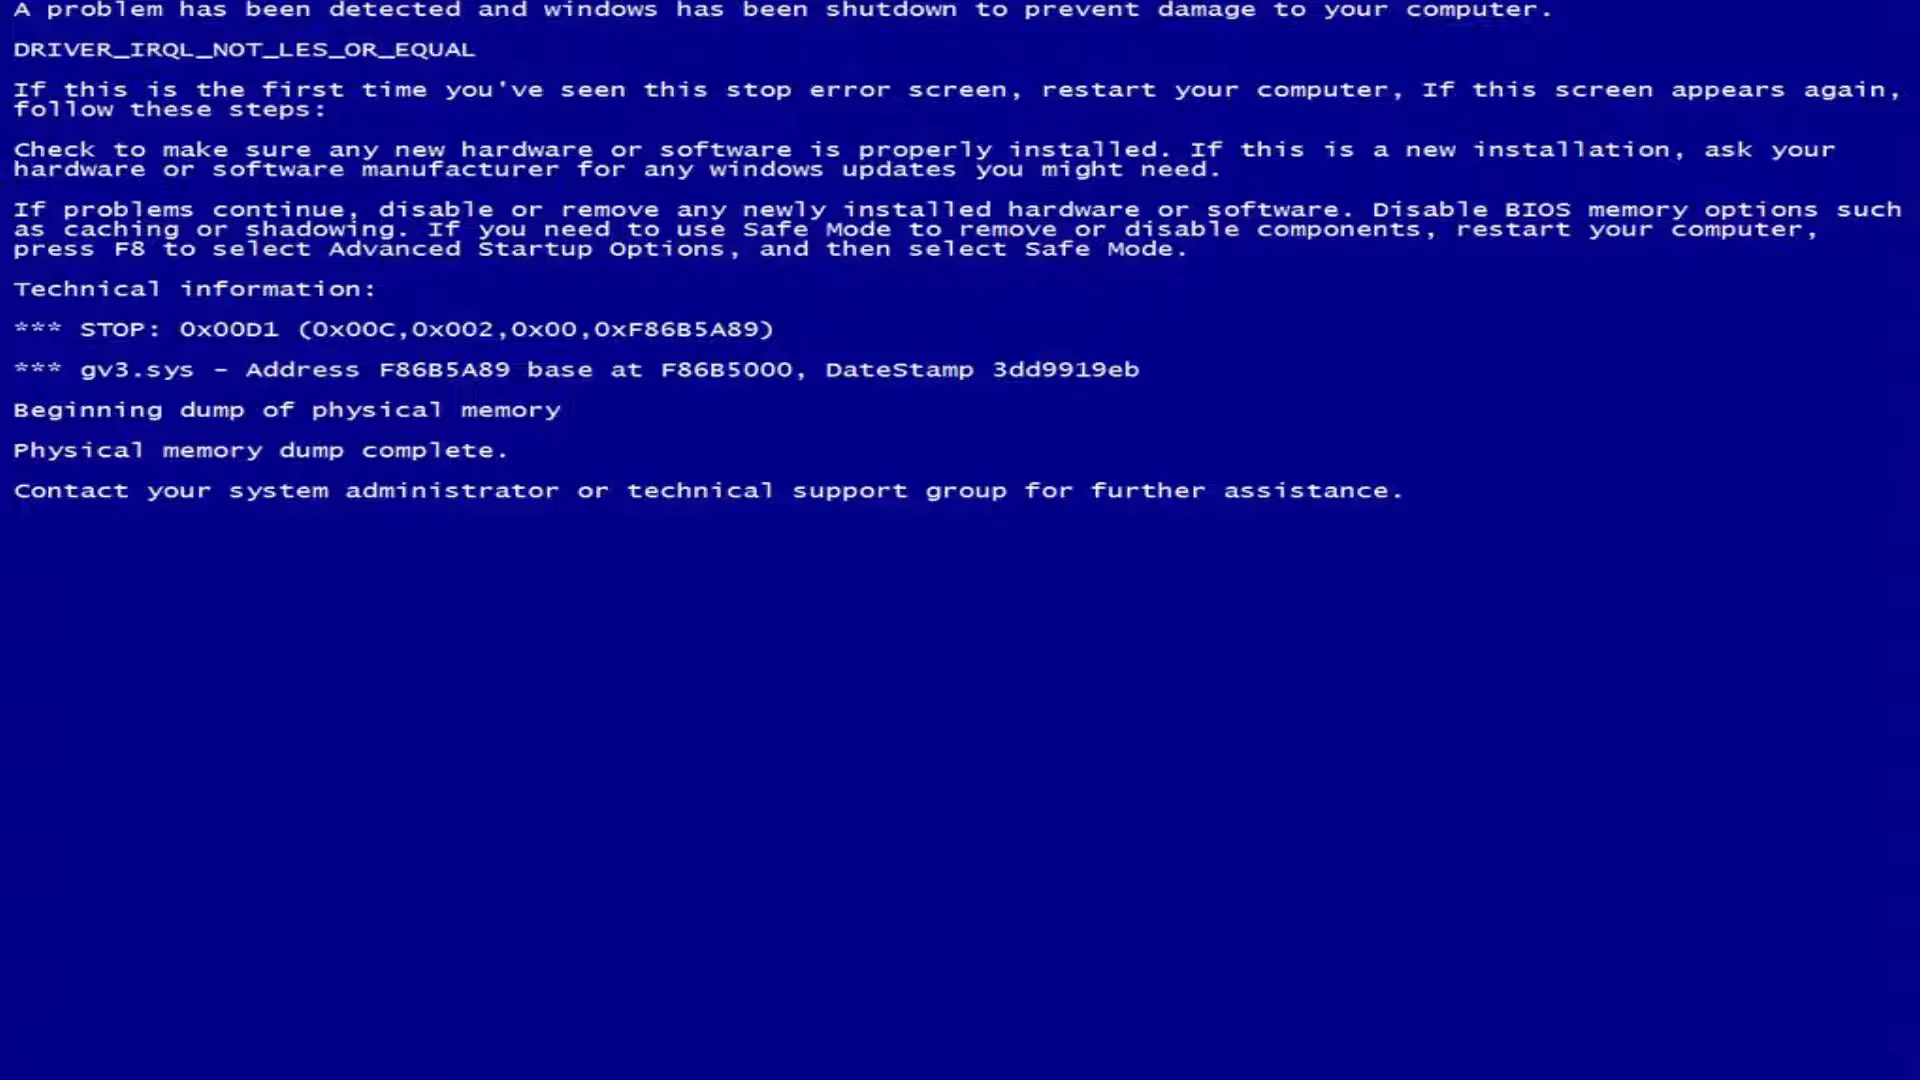 A problem has been detected and windows has been shutdown to prevent damage to your computer.
DRIVER_IRQL_NOT_LES_OR_EQUAL
If this is the first time you've seen this stop error screen, restart your computer, If this screen appears again,
follow these steps:
Check to make sure any new hardware or software is properly installed. If this is a new installation, ask your
hardware or software manufacturer for any windows updates you might need.
If problems continue, disable or remove any newly installed hardware or software. Disable BIOS memory options such
as caching or shadowing. If you need to use Safe Mode to remove or disable components, restart your computer,
press F8 to select Advanced Startup Options, and then select Safe Mode.
Technical information:
*** STOP: 0x00D1 (0x00C,0x002,0x00,0xF86B5A89)
*** gv3.sys – Address F86B5A89 base at F86B5000, DateStamp 3dd9919eb
Beginning dump of physical memory
Physical memory dump complete.
Contact your system administrator or technical support group for further assistance.